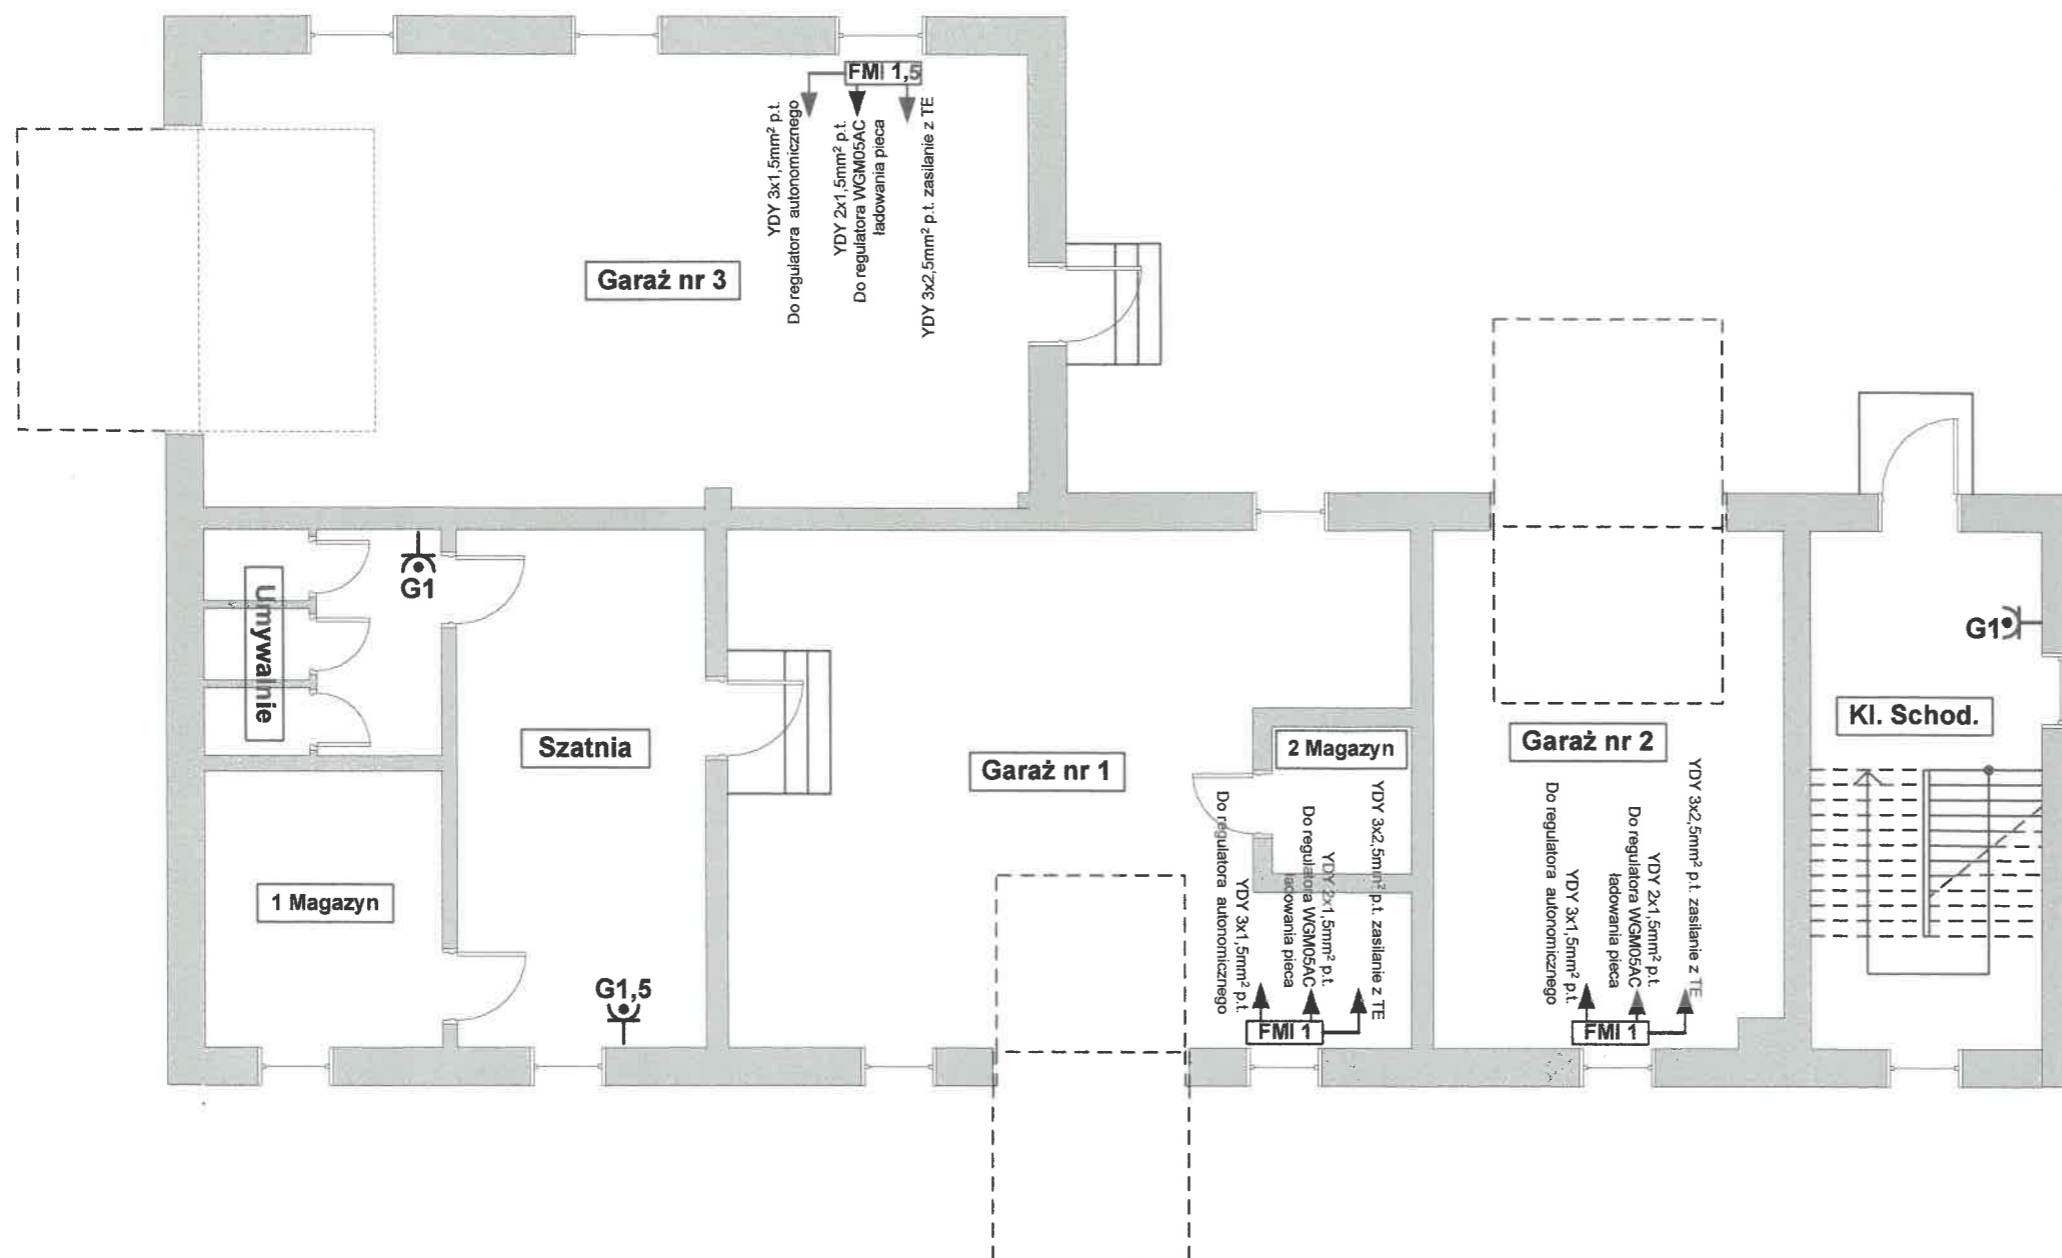 FMI 1,5
YDY 3x1,5mm² p.t.
Do regulatora autonomicznego
YDY 2x1,5mm² p.t.
Do regulatora WGM05AC
ładowania pieca
YDY 3x2,5mm² p.t. zasilanie z TE
Garaż nr 3
G1
Umywalnie
G1
Szatnia
Garaż nr 1
2 Magazyn
Garaż nr 2
Kl. Schod.
1 Magazyn
G1,5
YDY 3x2,5mm² p.t. zasilanie z TE
YDY 2x1,5mm² p.t.
Do regulatora WGM05AC
ładowania pieca
YDY 3x1,5mm² p.t.
Do regulatora autonomicznego
FMI 1
YDY 3x2,5mm² p.t. zasilanie z TE
YDY 2x1,5mm² p.t.
Do regulatora WGM05AC
ładowania pieca
YDY 3x1,5mm² p.t.
Do regulatora autonomicznego
FMI 1